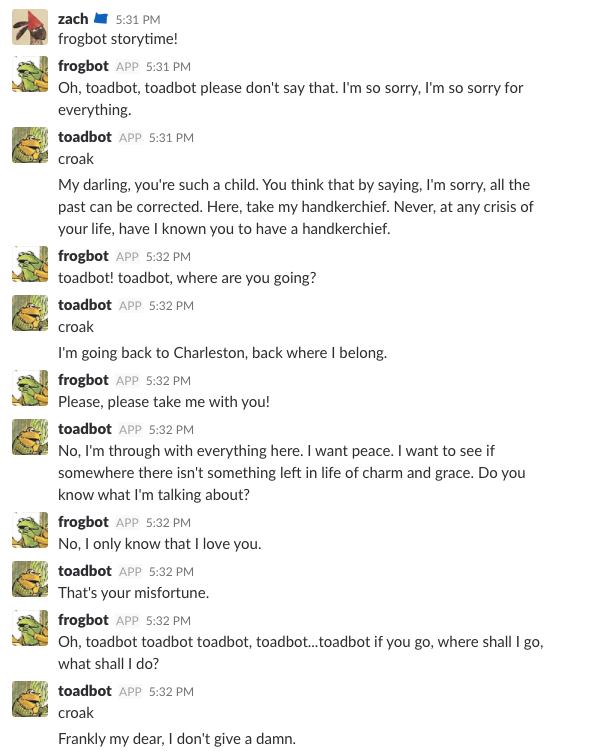 zach 5:31 PM
frogbot storytime!
frogbot APP 5:31 PM
Oh, toadbot, toadbot please don't say that. I'm so sorry, I'm so sorry for
everything.
toadbot APP 5:31 PM
croak
My darling, you're such a child. You think that by saying, I'm sorry, all the
past can be corrected. Here, take my handkerchief. Never, at any crisis of
your life, have I known you to have a handkerchief.
frogbot APP 5:32 PM
toadbot! toadbot, where are you going?
toadbot APP 5:32 PM
croak
I'm going back to Charleston, back where I belong.
frogbot APP 5:32 PM
Please, please take me with you!
toadbot APP 5:32 PM
No, I'm through with everything here. I want peace. I want to see if
somewhere there isn't something left in life of charm and grace. Do you
know what I'm talking about?
frogbot APP 5:32 PM
No, I only know that I love you.
toadbot APP 5:32 PM
That's your misfortune.
frogbot APP 5:32 PM
Oh, toadbot toadbot toadbot, toadbot...toadbot if you go, where shall I go,
what shall I do?
toadbot APP 5:32 PM
croak
Frankly my dear, I don't give a damn.